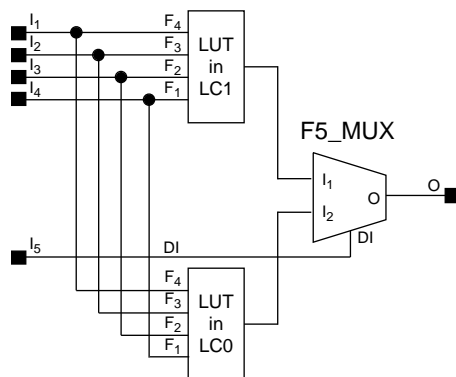 I1 F4
I2 F3
I3 F2
I4 F1
LUT
in
LC1
F5_MUX
I1
I2
O
O
DI
I5 DI
F4
F3
F2
F1
LUT
in
LC0